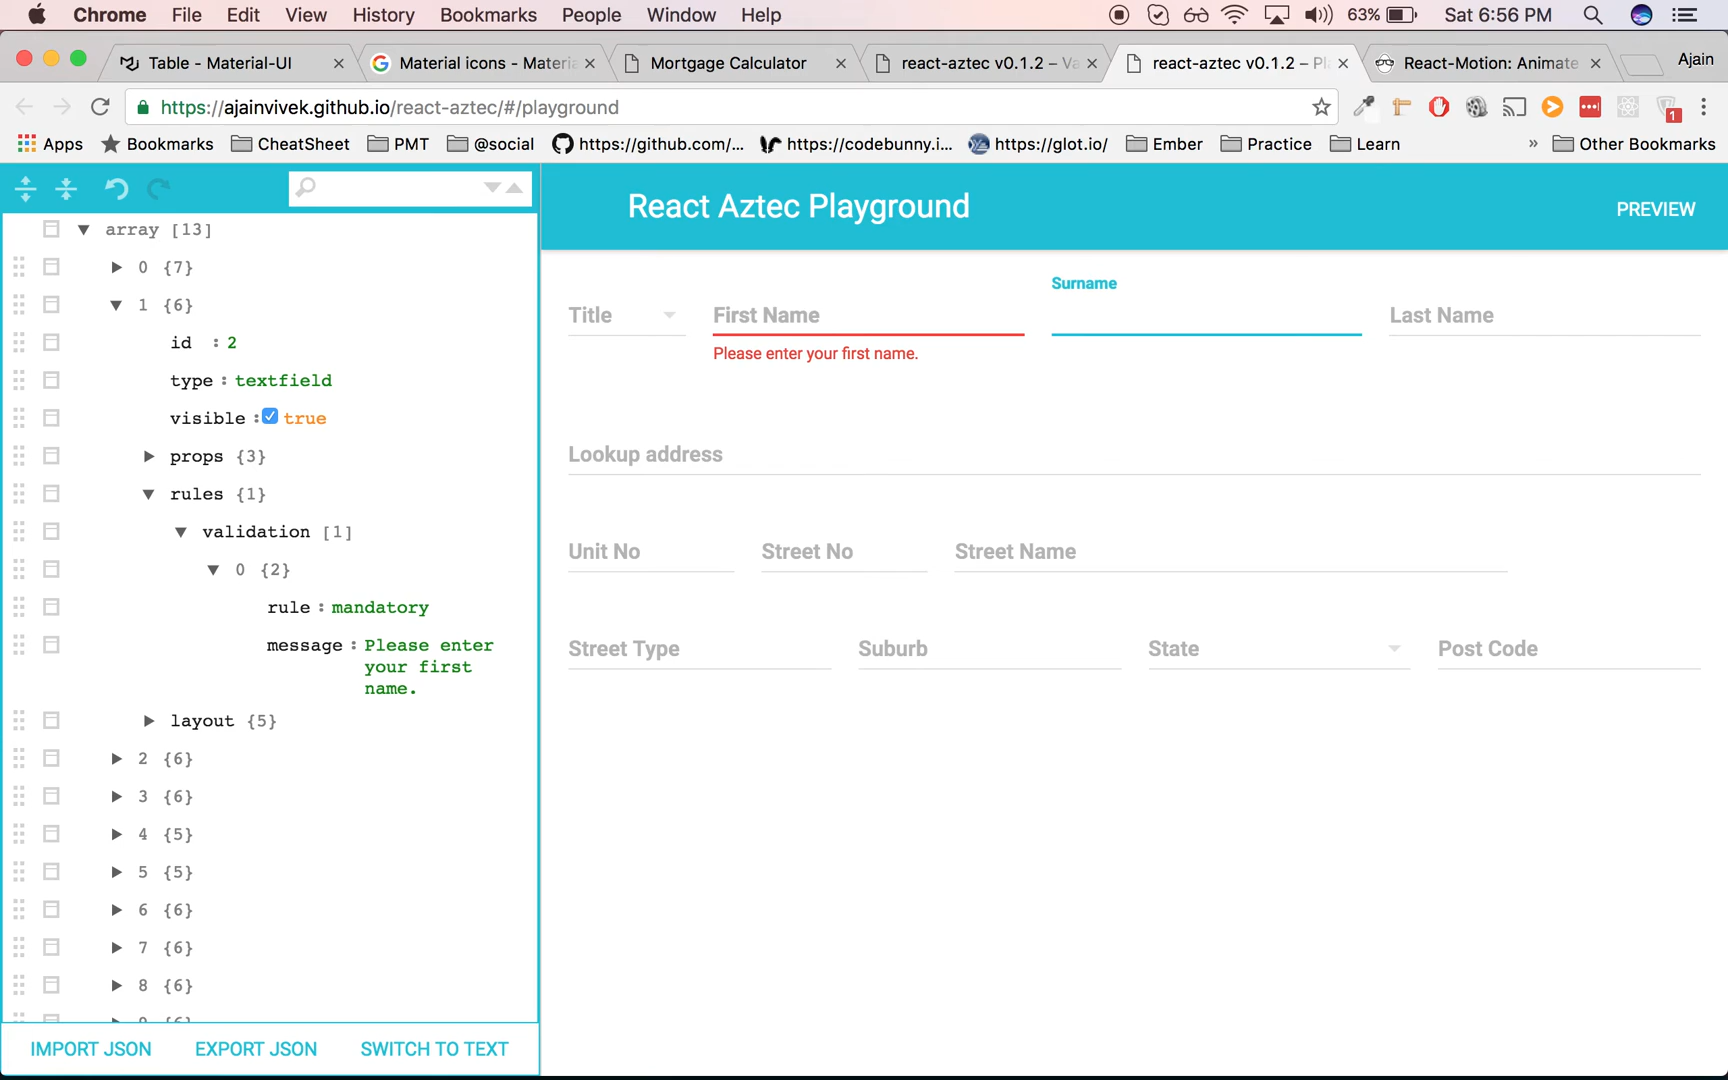 Chrome File Edit View History Bookmarks People Window Help 63% Sat 6:56 PM
Table - Material-UI Material icons - Materia Mortgage Calculator react-aztec v0.1.2 – Va react-aztec v0.1.2 – Pl React-Motion: Animate Ajain
https://ajainvivek.github.io/react-aztec/#/playground 1
Apps Bookmarks CheatSheet PMT @social https://github.com/... https://codebunny.i... https://glot.io/ Ember Practice Learn » Other Bookmarks
React Aztec Playground PREVIEW
array [13]
0 {7}
1 {6}
id : 2
type : textfield
visible : true
props {3}
rules {1}
validation [1]
0 {2}
rule : mandatory
message : Please enter
your first
name.
layout {5}
2 {6}
3 {6}
4 {5}
5 {5}
6 {6}
7 {6}
8 {6}
9 {6}
IMPORT JSON EXPORT JSON SWITCH TO TEXT
Surname
Title First Name Last Name
Please enter your first name.
Lookup address
Unit No Street No Street Name
Street Type Suburb State Post Code